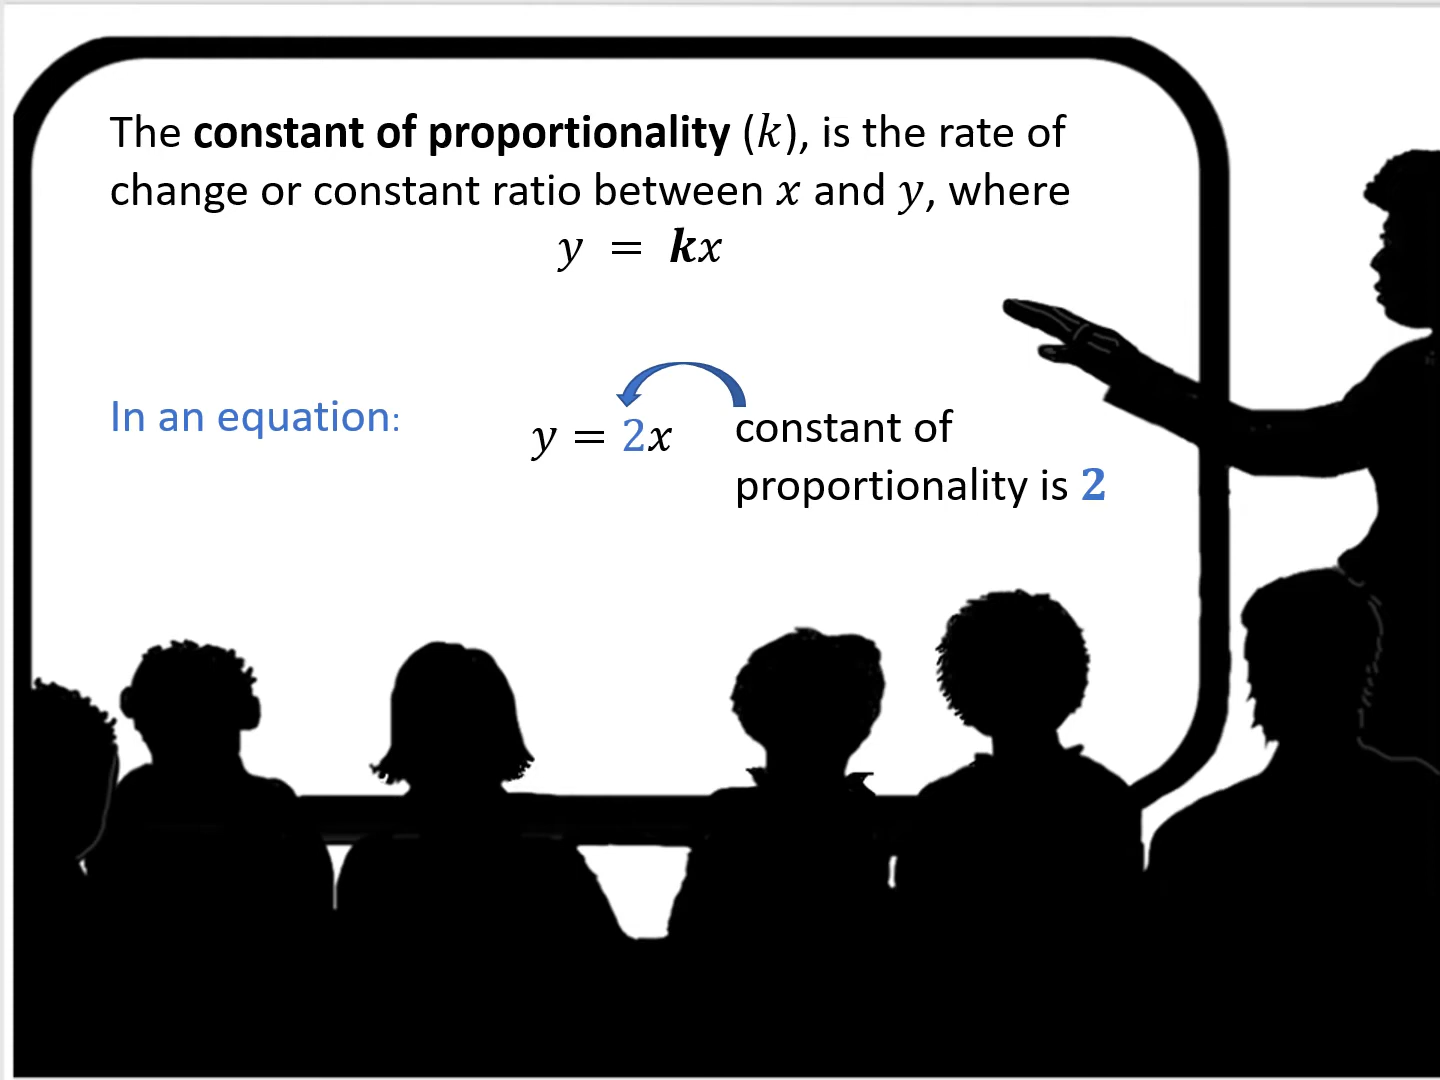 The constant of proportionality (k), is the rate of
change or constant ratio between x and y, where
y = kx
In an equation:
y = 2x
constant of
proportionality is 2